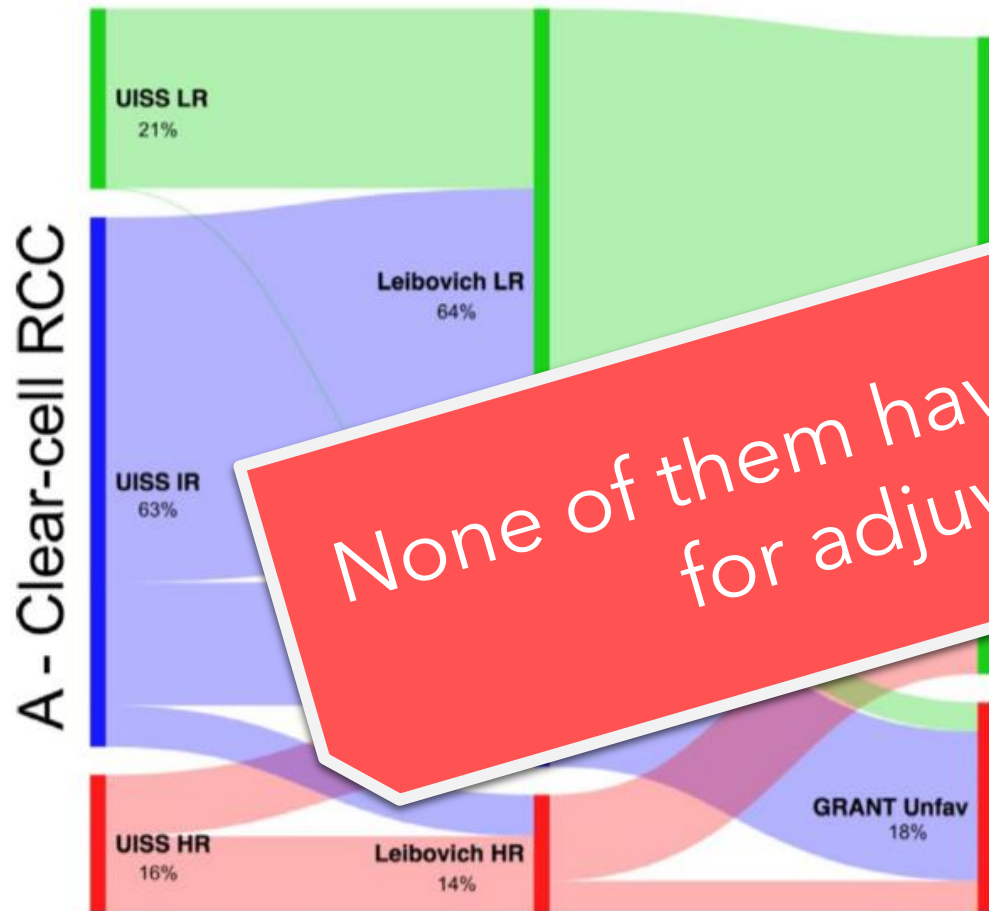 A - Clear-cell RCC
UISS LR
21%
Leibovich LR
64%
UISS IR
63%
None of them hav
for adjuv
GRANT Unfav
18%
UISS HR
16%
Leibovich HR
14%